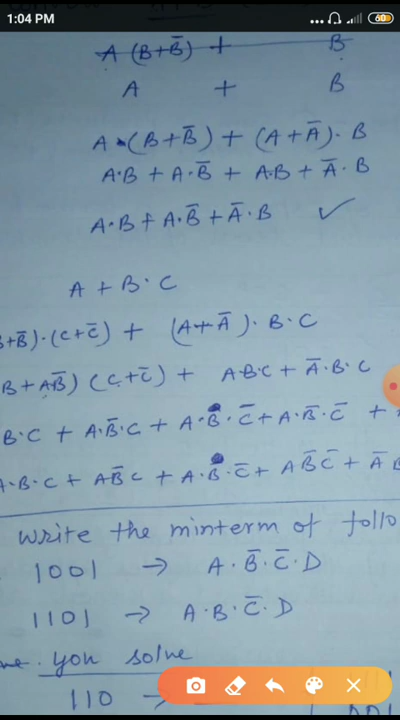 1:04 PM ... 60
A (B+B̅) + B
A + B
A·(B+B̅) + (A+A̅)·B
A·B + A·B̅ + A·B + A̅·B
A·B + A·B̅ + A̅·B ✓
A + B·C
B+B̅)·(C+C̅) + (A+A̅)·B·C
B + AB̅) (C+C̅) + A·B·C + A̅·B·C
B·C + A·B̅·C + A·B·C̅ + A·B̅·C̅ +
A·B·C + AB̅C + A·B·C̅ + AB̅C̅ + A̅B
Write the minterm of follo
1001 → A·B̅·C̅·D
1101 → A·B·C̅·D
you solve
110 →